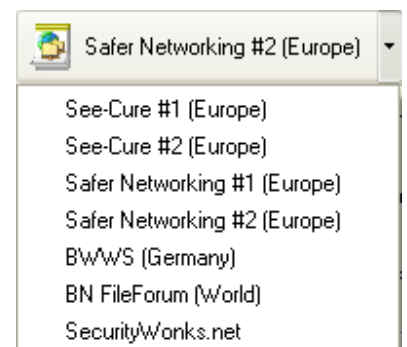 Safer Networking #2 (Europe)
See-Cure #1 (Europe)
See-Cure #2 (Europe)
Safer Networking #1 (Europe)
Safer Networking #2 (Europe)
BWWS (Germany)
BN FileForum (World)
SecurityWonks.net